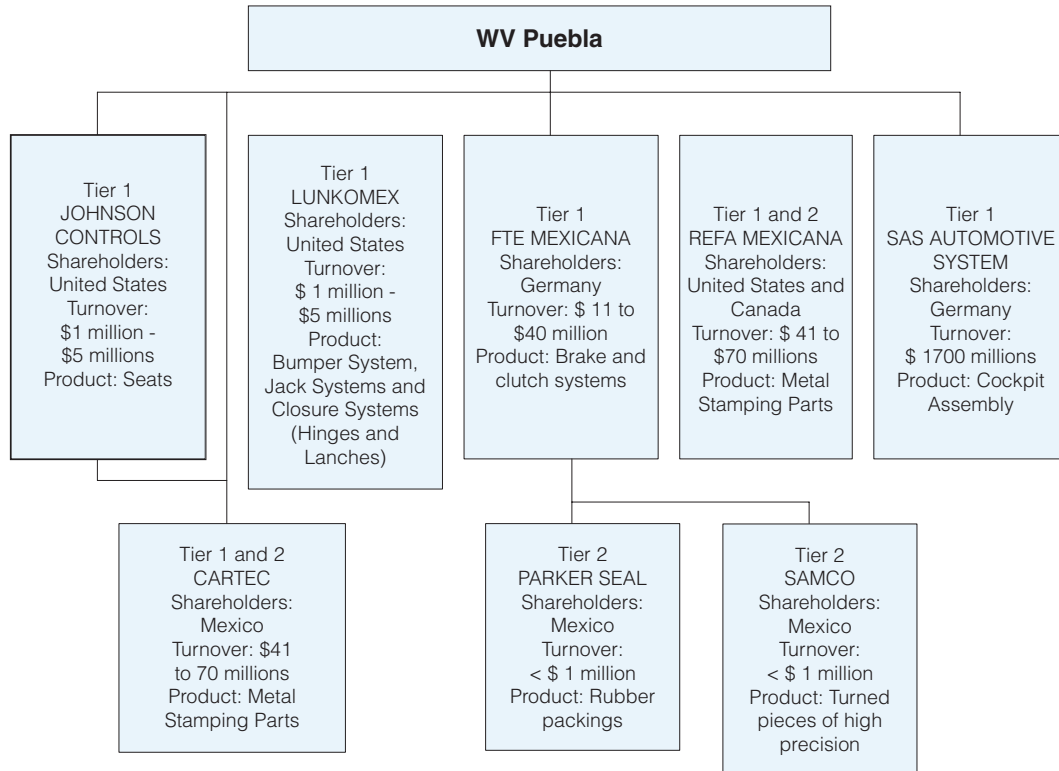 WV Puebla
Tier 1
JOHNSON
CONTROLS
Shareholders:
United States
Turnover:
$1 million -
$5 millions
Product: Seats
Tier 1
LUNKOMEX
Shareholders:
United States
Turnover:
$ 1 million -
$5 millions
Product:
Bumper System,
Jack Systems and
Closure Systems
(Hinges and
Lanches)
Tier 1
FTE MEXICANA
Shareholders:
Germany
Turnover: $ 11 to
$40 million
Product: Brake and
clutch systems
Tier 1 and 2
REFA MEXICANA
Shareholders:
United States and
Canada
Turnover: $ 41 to
$70 millions
Product: Metal
Stamping Parts
Tier 1
SAS AUTOMOTIVE
SYSTEM
Shareholders:
Germany
Turnover:
$ 1700 millions
Product: Cockpit
Assembly
Tier 1 and 2
CARTEC
Shareholders:
Mexico
Turnover: $41
to 70 millions
Product: Metal
Stamping Parts
Tier 2
PARKER SEAL
Shareholders:
Mexico
Turnover:
< $ 1 million
Product: Rubber
packings
Tier 2
SAMCO
Shareholders:
Mexico
Turnover:
< $ 1 million
Product: Turned
pieces of high
precision